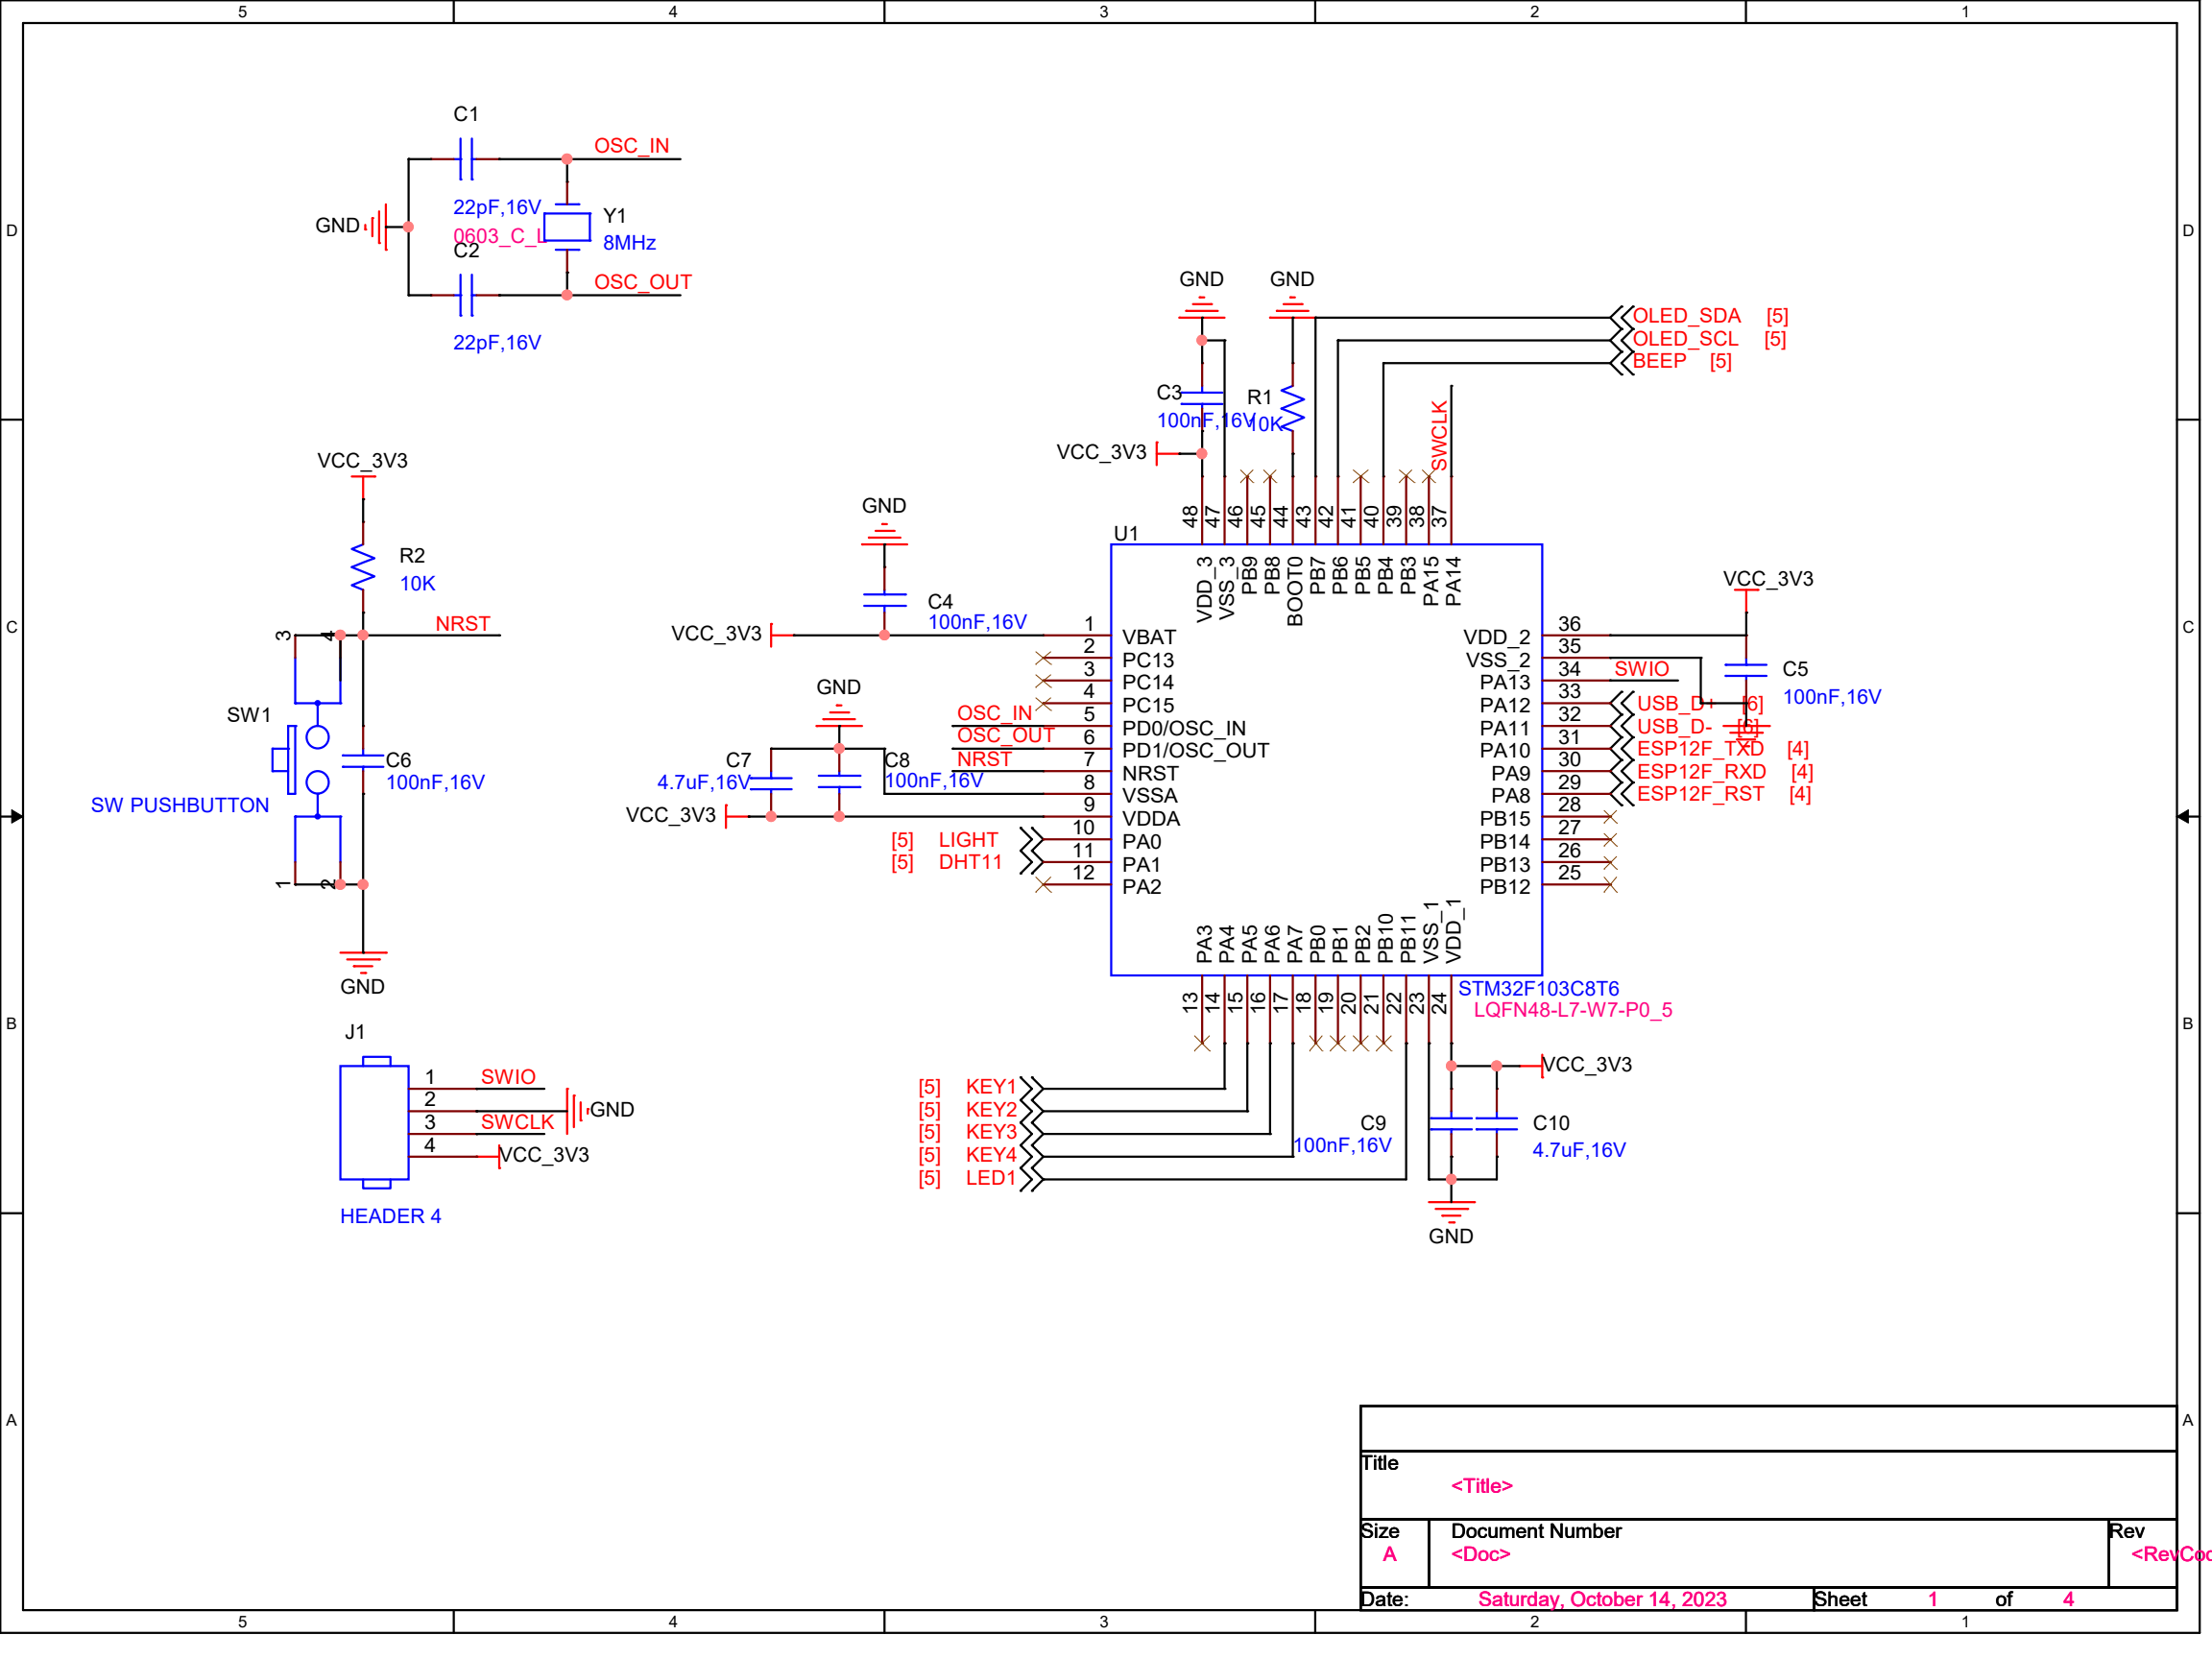 5 4 3 2 1
D
C
B
A
D
C
B
A
C1
OSC_IN
22pF,16V
0603_C_L
GND
Y1
8MHz
C2
OSC_OUT
22pF,16V
VCC_3V3
R2
10K
3
4
NRST
SW1
C6
100nF,16V
SW PUSHBUTTON
1
2
GND
J1
1 SWIO
2 GND
3 SWCLK
4 VCC_3V3
HEADER 4
GND GND
OLED_SDA [5]
OLED_SCL [5]
BEEP [5]
C3
100nF,16V
R1
10K
SWCLK
VCC_3V3
GND
C4
100nF,16V
VCC_3V3
GND
C7
4.7uF,16V
C8
100nF,16V
VCC_3V3
OSC_IN
OSC_OUT
NRST
[5] LIGHT
[5] DHT11
U1
48 47 46 45 44 43 42 41 40 39 38 37
VDD_3 VSS_3 PB9 PB8 BOOT0 PB7 PB6 PB5 PB4 PB3 PA15 PA14
1 VBAT
2 PC13
3 PC14
4 PC15
5 PD0/OSC_IN
6 PD1/OSC_OUT
7 NRST
8 VSSA
9 VDDA
10 PA0
11 PA1
12 PA2
VDD_2 36
VSS_2 35
PA13 34 SWIO
PA12 33 USB_D+ [6]
PA11 32 USB_D- [6]
PA10 31 ESP12F_TXD [4]
PA9 30 ESP12F_RXD [4]
PA8 29 ESP12F_RST [4]
PB15 28
PB14 27
PB13 26
PB12 25
VCC_3V3
C5
100nF,16V
PA3 PA4 PA5 PA6 PA7 PB0 PB1 PB2 PB10 PB11 VSS_1 VDD_1
13 14 15 16 17 18 19 20 21 22 23 24
STM32F103C8T6
LQFN48-L7-W7-P0_5
[5] KEY1
[5] KEY2
[5] KEY3
[5] KEY4
[5] LED1
VCC_3V3
C9
100nF,16V
C10
4.7uF,16V
GND
Title
<Title>
Size
A
Document Number
<Doc>
Rev
<RevCod
Date: Saturday, October 14, 2023
Sheet 1 of 4
5 4 3 2 1